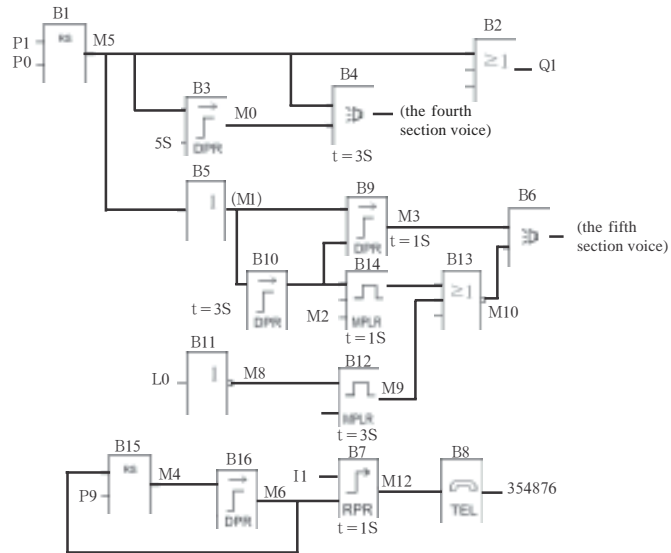 B1
B2
P1
RS
M5
P0
≥1
Q1
B4
B3
M0
(the fourth
section voice)
5S
DPR
t=3S
B5
1
(M1)
B9
M3
B6
DPR
t=1S
(the fifth
section voice)
B10
B14
B13
t=3S
DPR
M2
MPLR
t=1S
≥1
M10
B11
L0
1
M8
B12
M9
MPLR
t=3S
B15
RS
M4
P9
B16
DPR
M6
B7
I1
RPR
t=1S
M12
B8
TEL
354876